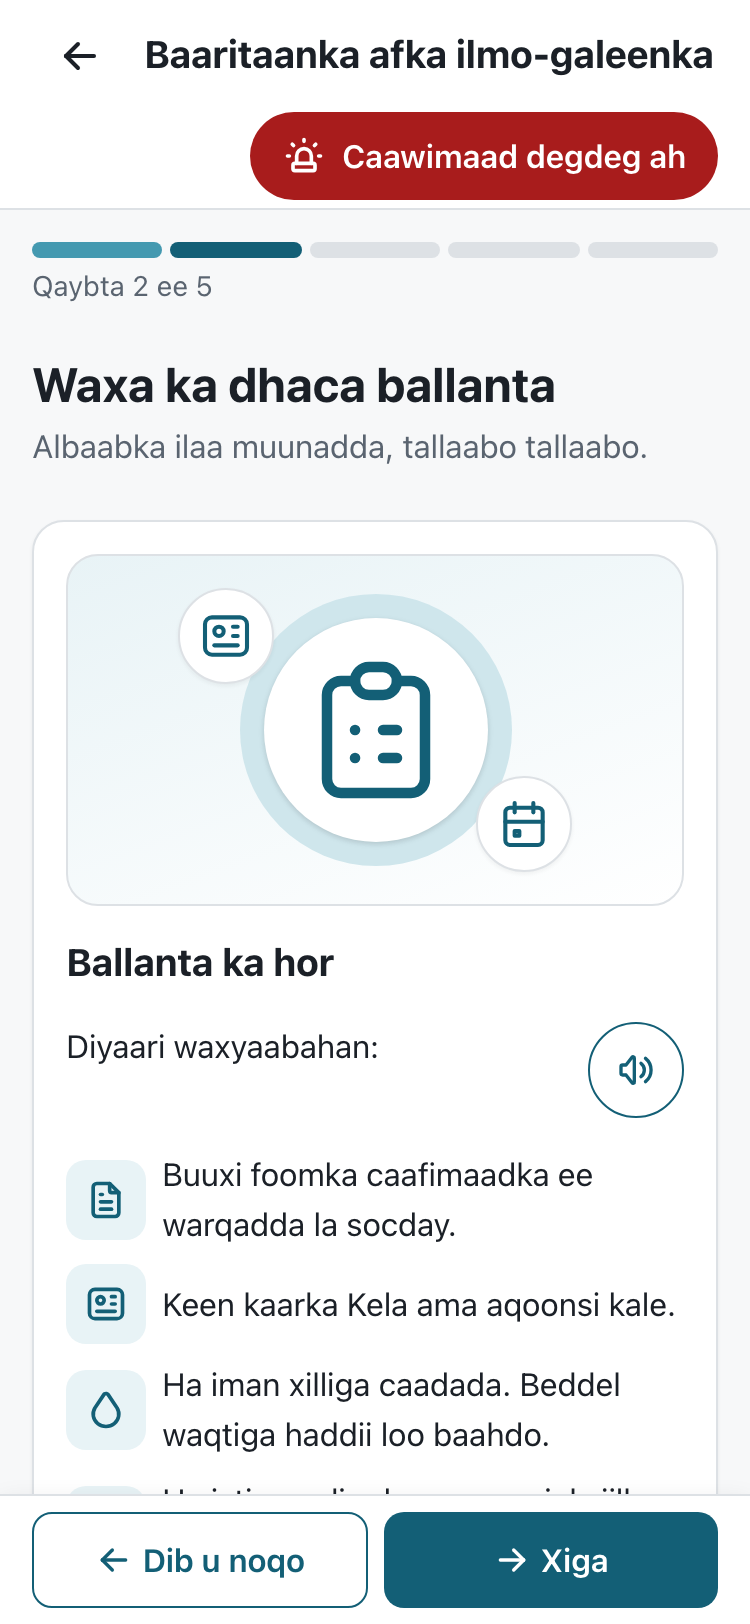 Baaritaanka afka ilmo-galeenka
Caawimaad degdeg ah
Qaybta 2 ee 5
Waxa ka dhaca ballanta
Albaabka ilaa muunadda, tallaabo tallaabo.
Ballanta ka hor
Diyaari waxyaabahan:
Buuxi foomka caafimaadka ee
warqadda la socday.
Keen kaarka Kela ama aqoonsi kale.
Ha iman xilliga caadada. Beddel
waqtiga haddii loo baahdo.
Dib u noqo
Xiga